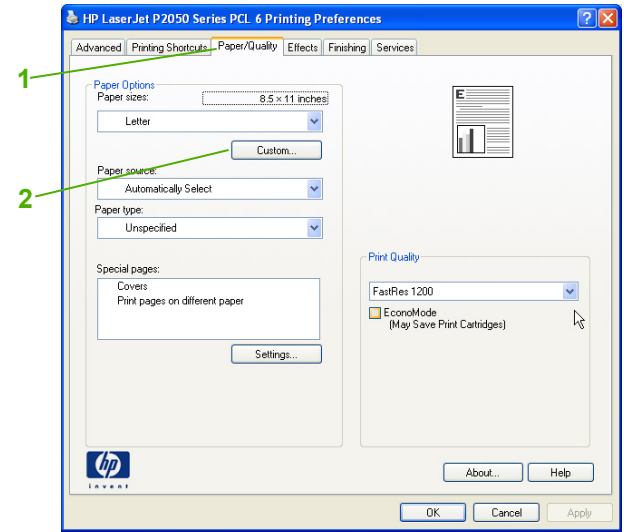 HP LaserJet P2050 Series PCL 6 Printing Preferences
Advanced Printing Shortcuts Paper/Quality Effects Finishing Services
1
Paper Options
Paper sizes: 8.5 × 11 inches
Letter
Custom...
2
Paper source:
Automatically Select
Paper type:
Unspecified
Special pages:
Covers
Print pages on different paper
Settings...
E
Print Quality
FastRes 1200
EconoMode
(May Save Print Cartridges)
hp
invent
About... Help
OK Cancel Apply